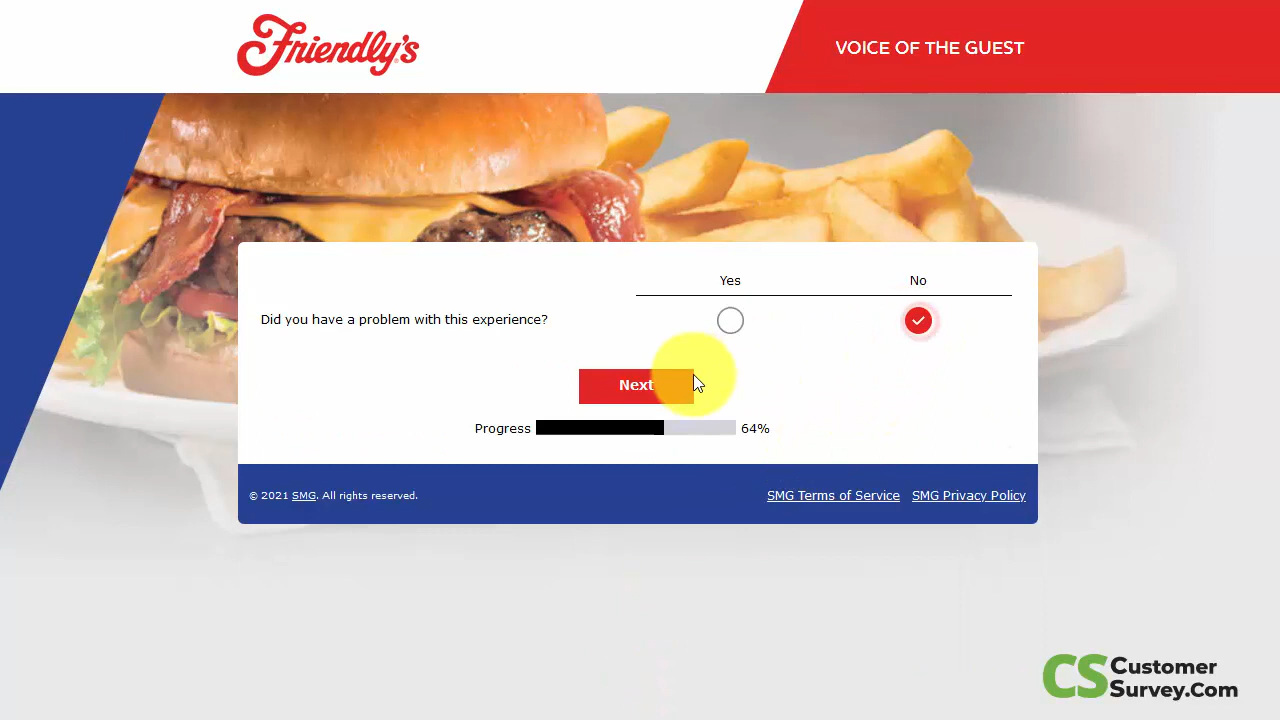 Friendly's
VOICE OF THE GUEST
Yes No
Did you have a problem with this experience?
Next
Progress 64%
© 2021 SMG. All rights reserved. SMG Terms of Service SMG Privacy Policy
CS Customer
Survey.Com